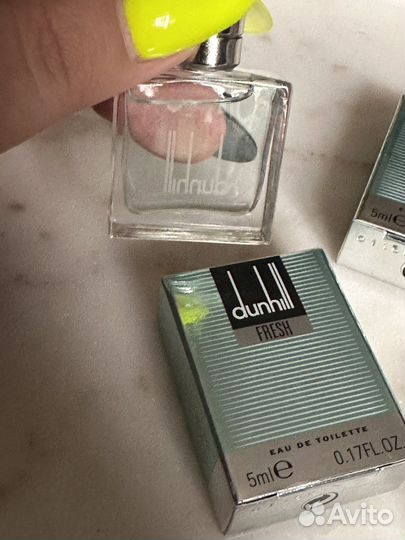 dunhill
5ml℮
dunhill
FRESH
EAU DE TOILETTE
5ml℮ 0.17FL.OZ.
Avito